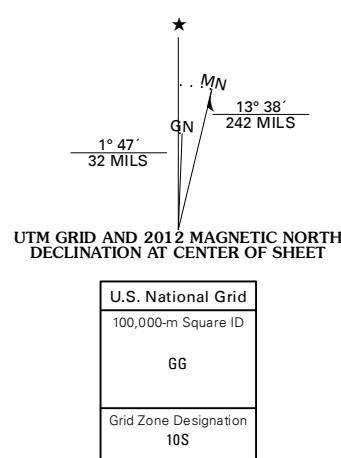 ★
MN
GN
13° 38´
242 MILS
1° 47´
32 MILS
UTM GRID AND 2012 MAGNETIC NORTH
DECLINATION AT CENTER OF SHEET
U.S. National Grid
100,000-m Square ID
GG
Grid Zone Designation
10S